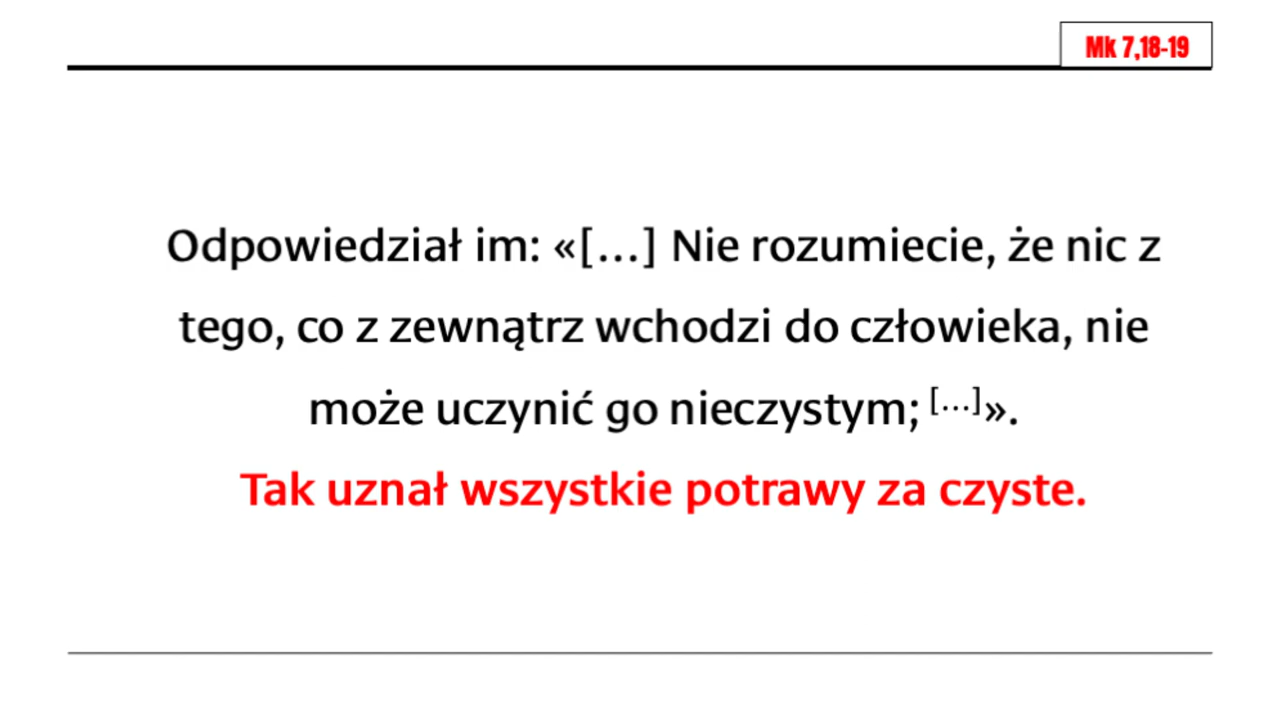 Mk 7,18-19
Odpowiedział im: «[…] Nie rozumiecie, że nic z
tego, co z zewnątrz wchodzi do człowieka, nie
może uczynić go nieczystym; […]».
Tak uznał wszystkie potrawy za czyste.